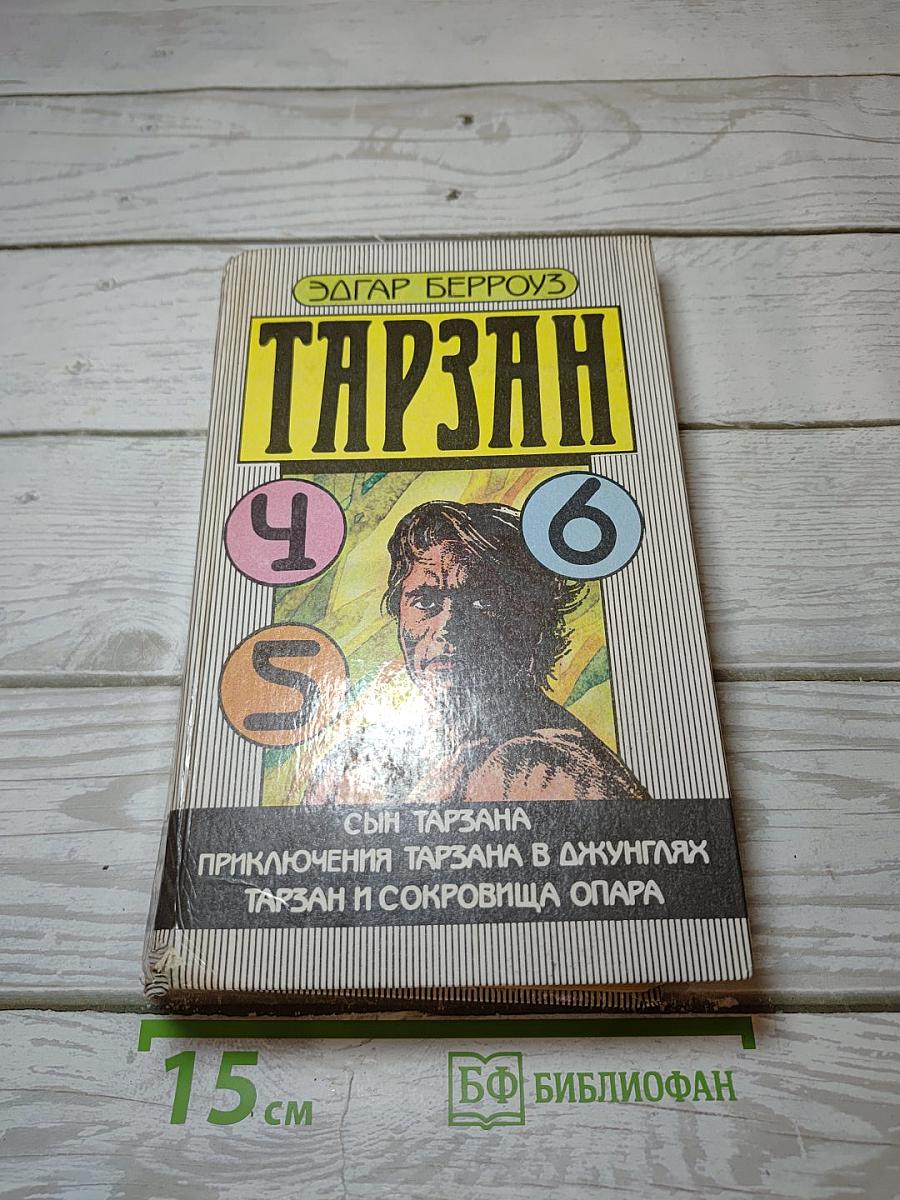 ЭДГАР БЕРРОУЗ
ТАРЗАН
4
6
5
СЫН ТАРЗАНА
ПРИКЛЮЧЕНИЯ ТАРЗАНА В ДЖУНГЛЯХ
ТАРЗАН И СОКРОВИЩА ОПАРА
15 см
БФ БИБЛИОФАН